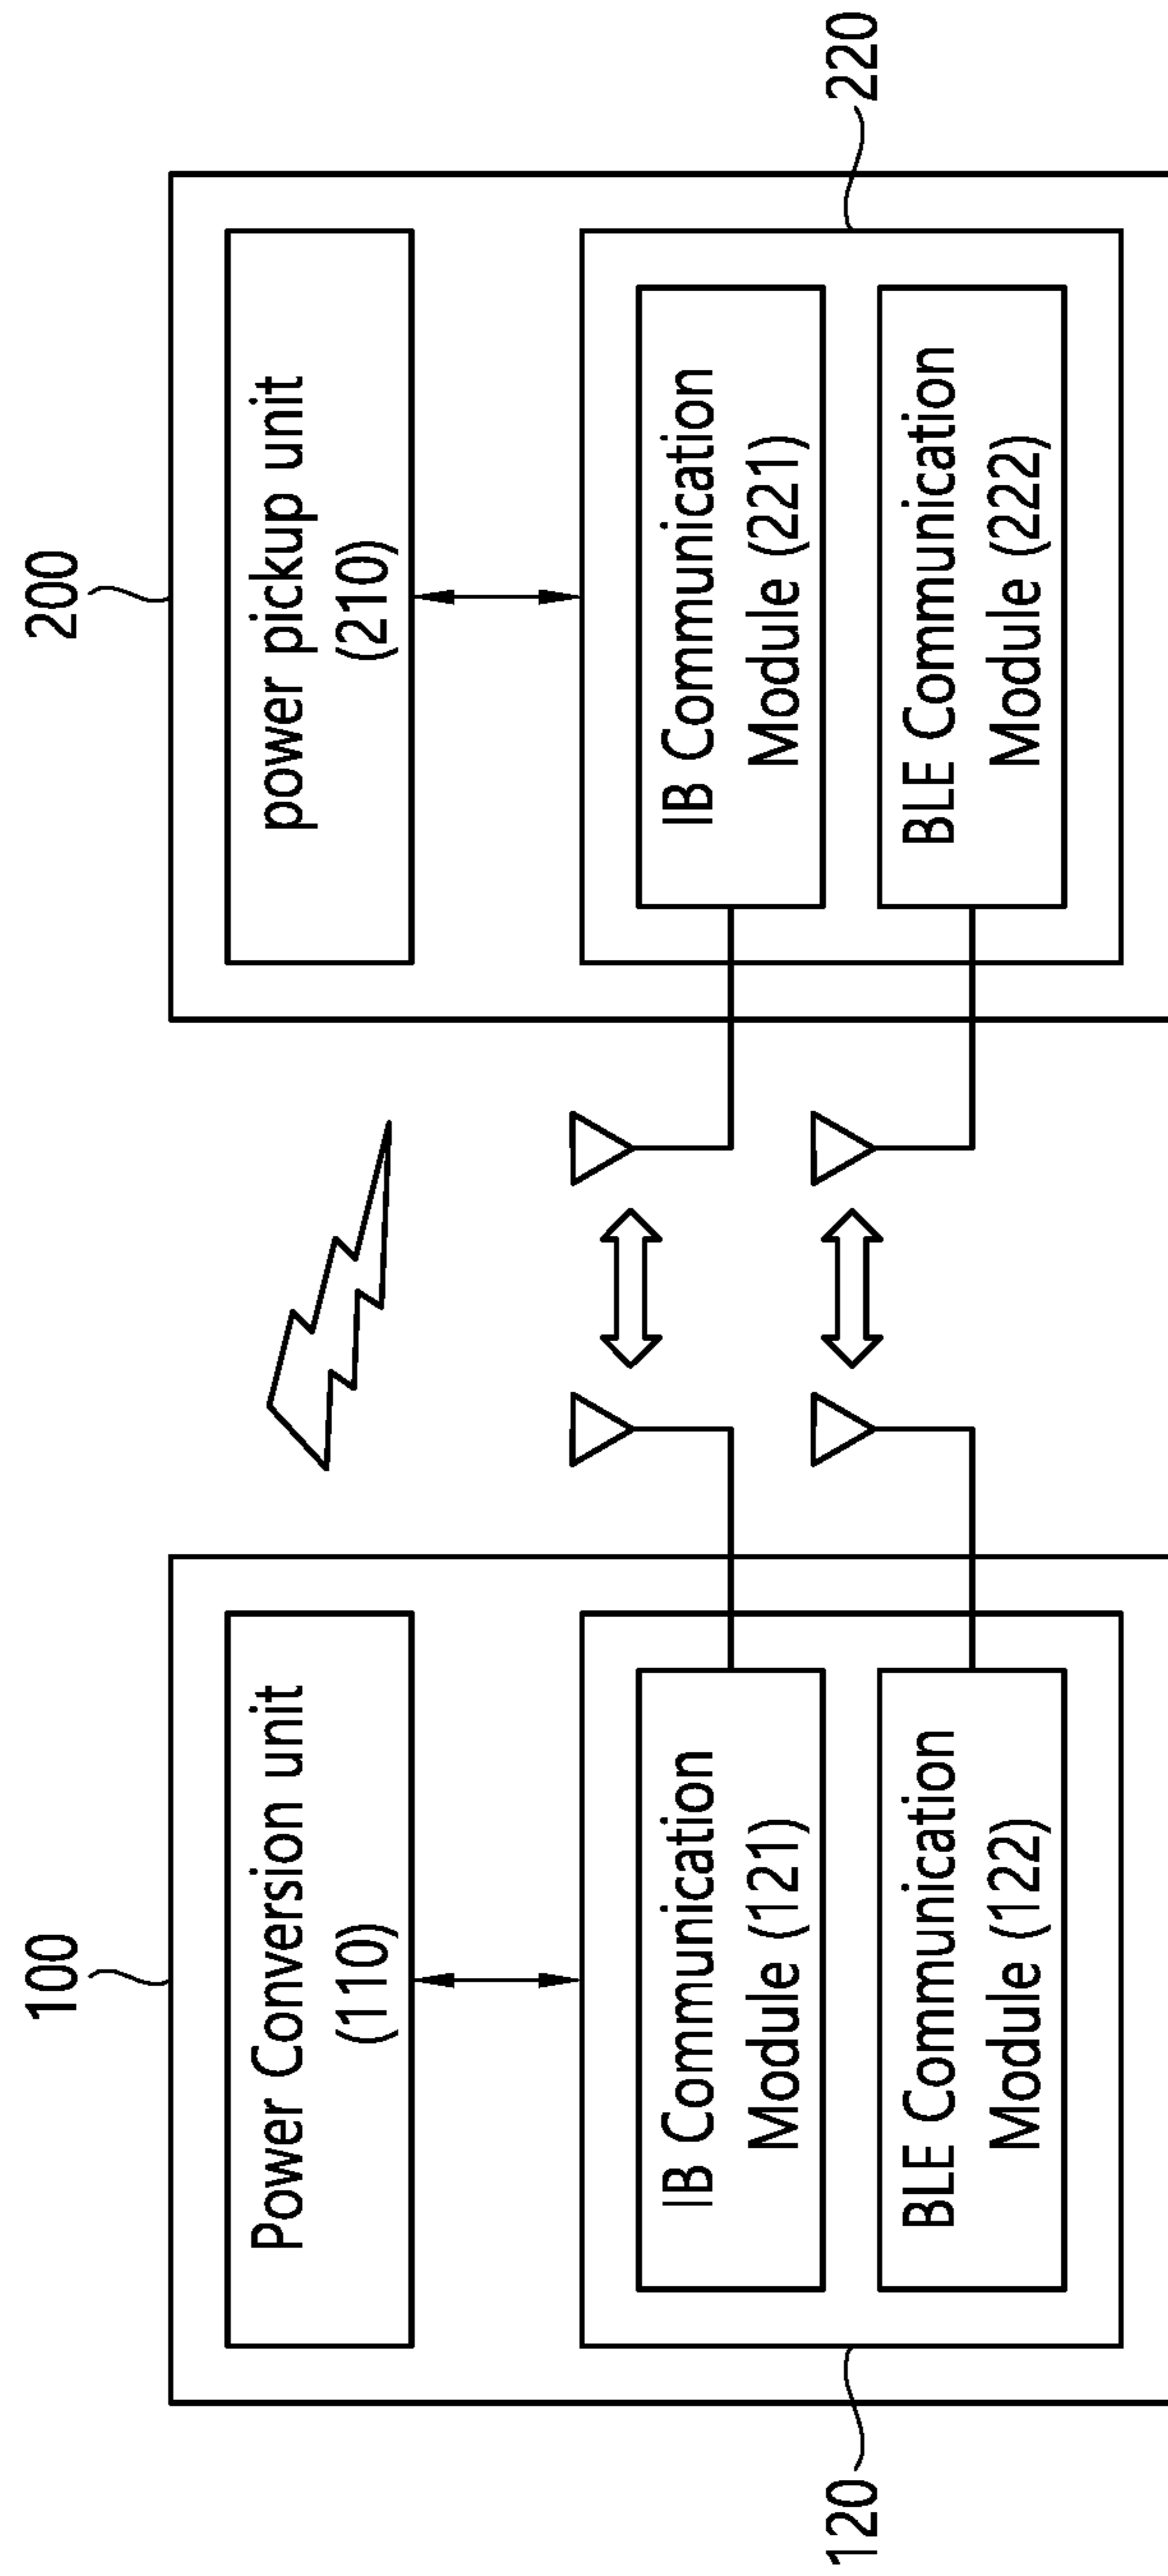 100
200
Power Conversion unit
(110)
power pickup unit
(210)
IB Communication
Module (121)
BLE Communication
Module (122)
IB Communication
Module (221)
BLE Communication
Module (222)
120
220